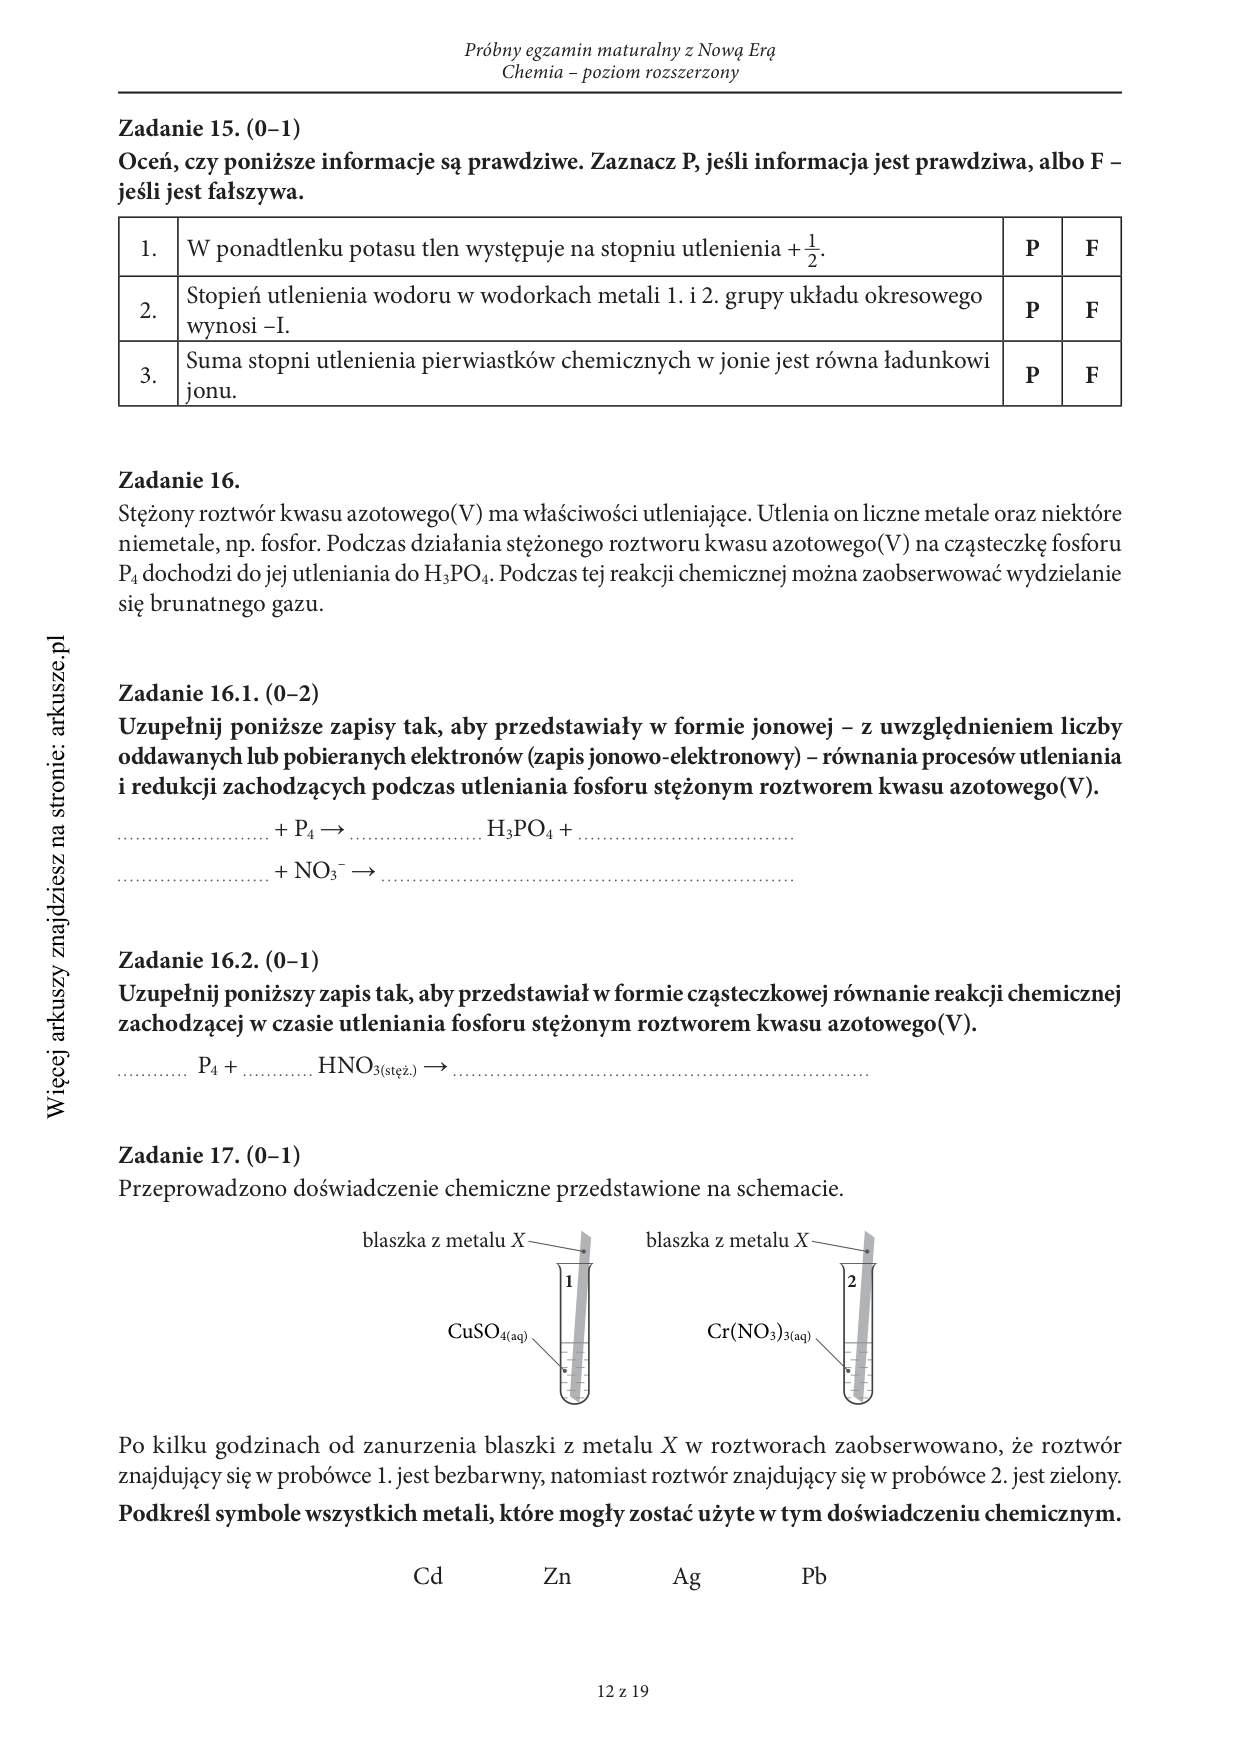 Próbny egzamin maturalny z Nową Erą
Chemia – poziom rozszerzony
Zadanie 15. (0–1)
Oceń, czy poniższe informacje są prawdziwe. Zaznacz P, jeśli informacja jest prawdziwa, albo F –
jeśli jest fałszywa.
1. W ponadtlenku potasu tlen występuje na stopniu utlenienia +1/2. P F
2. Stopień utlenienia wodoru w wodorkach metali 1. i 2. grupy układu okresowego
wynosi –I. P F
3. Suma stopni utlenienia pierwiastków chemicznych w jonie jest równa ładunkowi
jonu. P F
Zadanie 16.
Stężony roztwór kwasu azotowego(V) ma właściwości utleniające. Utlenia on liczne metale oraz niektóre
niemetale, np. fosfor. Podczas działania stężonego roztworu kwasu azotowego(V) na cząsteczkę fosforu
P₄ dochodzi do jej utleniania do H₃PO₄. Podczas tej reakcji chemicznej można zaobserwować wydzielanie
się brunatnego gazu.
Zadanie 16.1. (0–2)
Uzupełnij poniższe zapisy tak, aby przedstawiały w formie jonowej – z uwzględnieniem liczby
oddawanych lub pobieranych elektronów (zapis jonowo-elektronowy) – równania procesów utleniania
i redukcji zachodzących podczas utleniania fosforu stężonym roztworem kwasu azotowego(V).
........................ + P₄ → ..................... H₃PO₄ + ..................................
........................ + NO₃⁻ → .................................................................
Zadanie 16.2. (0–1)
Uzupełnij poniższy zapis tak, aby przedstawiał w formie cząsteczkowej równanie reakcji chemicznej
zachodzącej w czasie utleniania fosforu stężonym roztworem kwasu azotowego(V).
........... P₄ + ........... HNO₃(stęż.) → .................................................................
Zadanie 17. (0–1)
Przeprowadzono doświadczenie chemiczne przedstawione na schemacie.
blaszka z metalu X
1
CuSO₄(aq)
blaszka z metalu X
2
Cr(NO₃)₃(aq)
Po kilku godzinach od zanurzenia blaszki z metalu X w roztworach zaobserwowano, że roztwór
znajdujący się w probówce 1. jest bezbarwny, natomiast roztwór znajdujący się w probówce 2. jest zielony.
Podkreśl symbole wszystkich metali, które mogły zostać użyte w tym doświadczeniu chemicznym.
Cd Zn Ag Pb
12 z 19
Więcej arkuszy znajdziesz na stronie: arkusze.pl